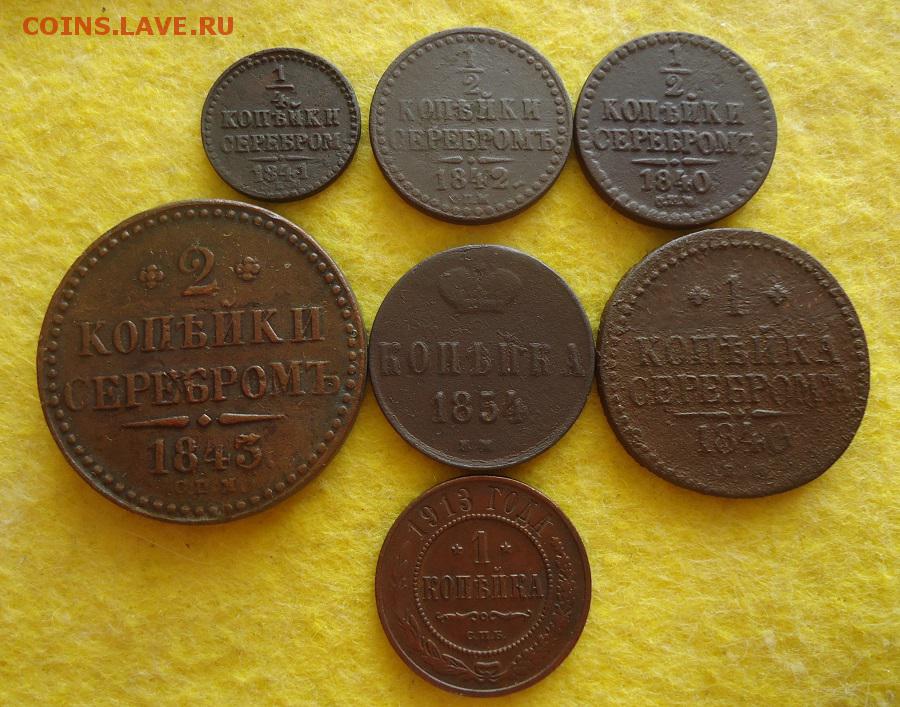 COINS.LAVE.RU
1/4
КОПѢЙКИ
СЕРЕБРОМ
1841
1/2
КОПѢЙКИ
СЕРЕБРОМЪ
1842
1/2
КОПѢЙКИ
СЕРЕБРОМЪ
1840
2
КОПѢЙКИ
СЕРЕБРОМЪ
1843
С П М
КОПѢЙКА
1854
Е М
1
КОПѢЙКА
СЕРЕБРОМЪ
1840
1913 ГОДА
1
КОПѢЙКА
С.П.Б.